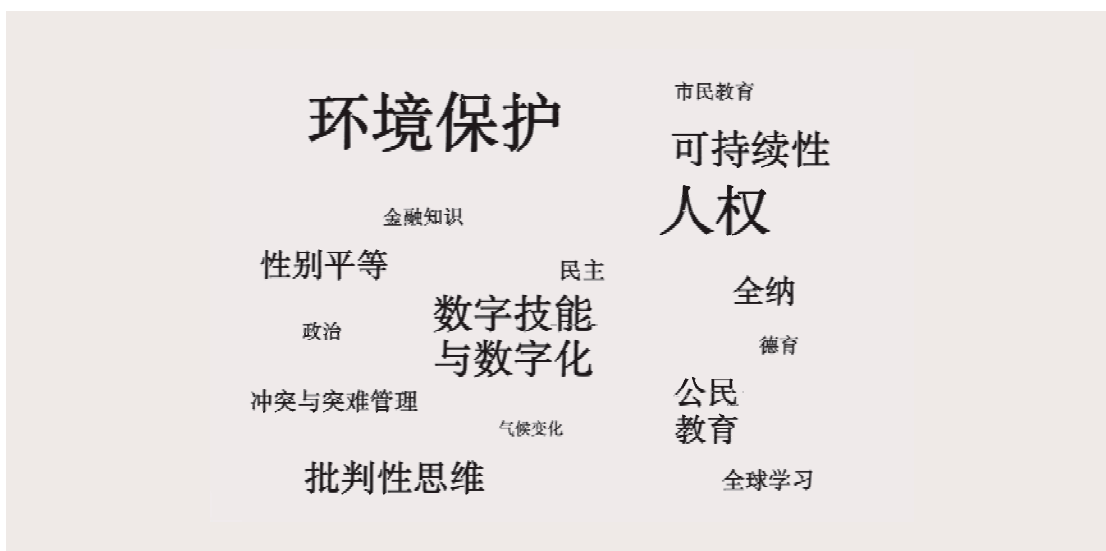 环境保护
市民教育
可持续性
人权
金融知识
性别平等
民主
全纳
数字技能
与数字化
政治
德育
冲突与突难管理
公民
教育
气候变化
批判性思维
全球学习